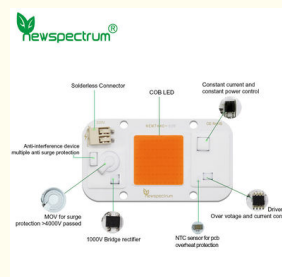 newspectrum®
Solderless Connector
COB LED
Constant current and
constant power control
Anti-interference device
multiple anti surge protection
newspectrum
MOV for surge
protection >4000V passed
1000V Bridge rectifier
NTC sensor for pcb
overheat protection
Driver
Over votage and current con